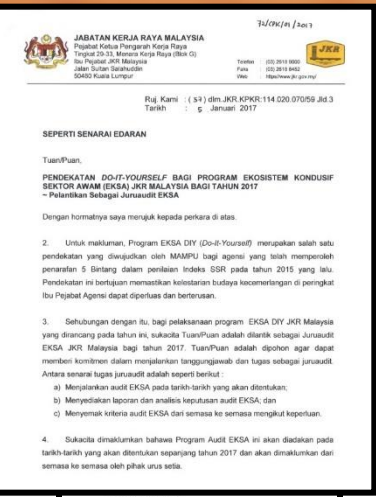 72/CPK/01/2017
JABATAN KERJA RAYA MALAYSIA
Pejabat Ketua Pengarah Kerja Raya
Tingkat 29-33, Menara Kerja Raya (Blok G)
Ibu Pejabat JKR Malaysia
Jalan Sultan Salahuddin
50480 Kuala Lumpur
Telefon : (03) 2610 8888
Faks : (03) 2610
Web : https://www.jkr.gov.my/
JKR
Ruj. Kami : (57) dlm.JKR.KPKR:114.020.070/59 Jld.3
Tarikh : 5 Januari 2017
SEPERTI SENARAI EDARAN
Tuan/Puan,
PENDEKATAN DO-IT-YOURSELF BAGI PROGRAM EKOSISTEM KONDUSIF
SEKTOR AWAM (EKSA) JKR MALAYSIA BAGI TAHUN 2017
~ Pelantikan Sebagai Juruaudit EKSA
Dengan hormatnya saya merujuk kepada perkara di atas.
2. Untuk makluman, Program EKSA DIY (Do-It-Yourself) merupakan salah satu
pendekatan yang diwujudkan oleh MAMPU bagi agensi yang telah memperoleh
penarafan 5 Bintang dalam penilaian Indeks SSR pada tahun 2015 yang lalu.
Pendekatan ini bertujuan memastikan kelestarian budaya kecemerlangan di peringkat
Ibu Pejabat Agensi dapat diperluas dan berterusan.
3. Sehubungan dengan itu, bagi pelaksanaan program EKSA DIY JKR Malaysia
yang dirancang pada tahun ini, sukacita Tuan/Puan adalah dilantik sebagai Juruaudit
EKSA JKR Malaysia bagi tahun 2017. Tuan/Puan adalah dipohon agar dapat
memberi komitmen dalam menjalankan tanggungjawab dan tugas sebagai juruaudit.
Antara senarai tugas juruaudit adalah seperti berikut :
a) Menjalankan audit EKSA pada tarikh-tarikh yang akan ditentukan;
b) Menyediakan laporan dan analisis keputusan audit EKSA; dan
c) Menyemak kriteria audit EKSA dari semasa ke semasa mengikut keperluan.
4. Sukacita dimaklumkan bahawa Program Audit EKSA ini akan diadakan pada
tarikh-tarikh yang akan ditentukan sepanjang tahun 2017 dan akan dimaklumkan dari
semasa ke semasa oleh pihak urus setia.